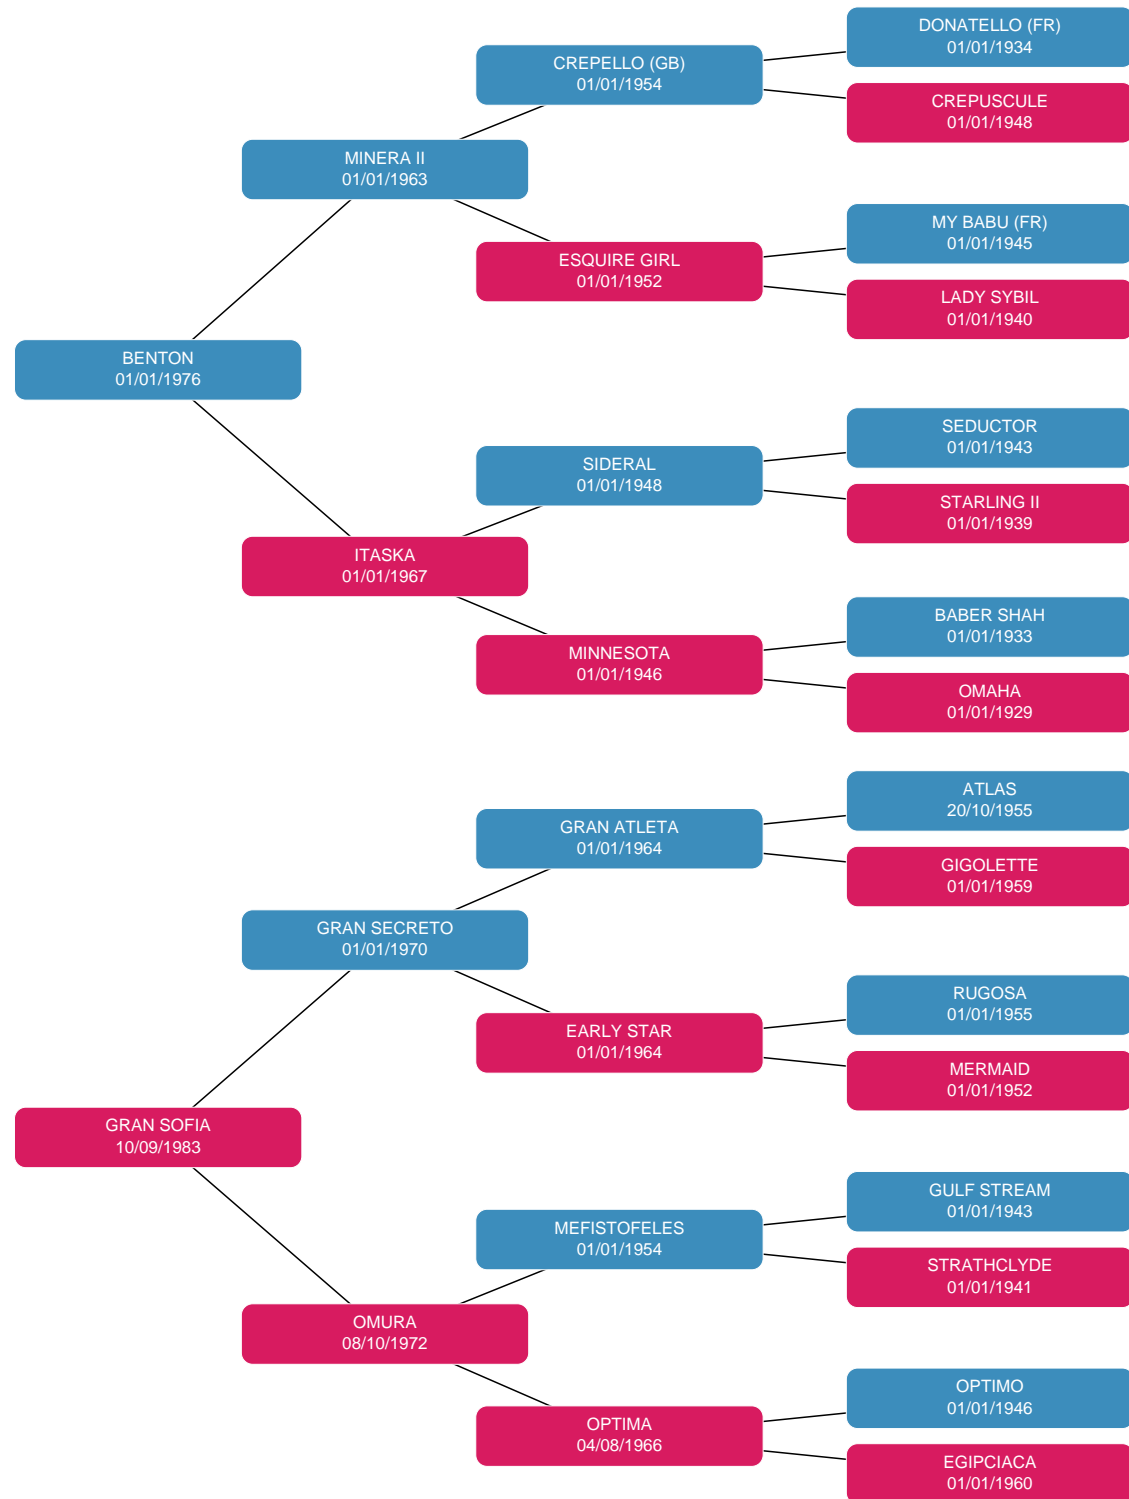 DONATELLO (FR)
01/01/1934
CREPELLO (GB)
01/01/1954
CREPUSCULE
01/01/1948
MINERA II
01/01/1963
MY BABU (FR)
01/01/1945
ESQUIRE GIRL
01/01/1952
LADY SYBIL
01/01/1940
BENTON
01/01/1976
SEDUCTOR
01/01/1943
SIDERAL
01/01/1948
STARLING II
01/01/1939
ITASKA
01/01/1967
BABER SHAH
01/01/1933
MINNESOTA
01/01/1946
OMAHA
01/01/1929
ATLAS
20/10/1955
GRAN ATLETA
01/01/1964
GIGOLETTE
01/01/1959
GRAN SECRETO
01/01/1970
RUGOSA
01/01/1955
EARLY STAR
01/01/1964
MERMAID
01/01/1952
GRAN SOFIA
10/09/1983
GULF STREAM
01/01/1943
MEFISTOFELES
01/01/1954
STRATHCLYDE
01/01/1941
OMURA
08/10/1972
OPTIMO
01/01/1946
OPTIMA
04/08/1966
EGIPCIACA
01/01/1960